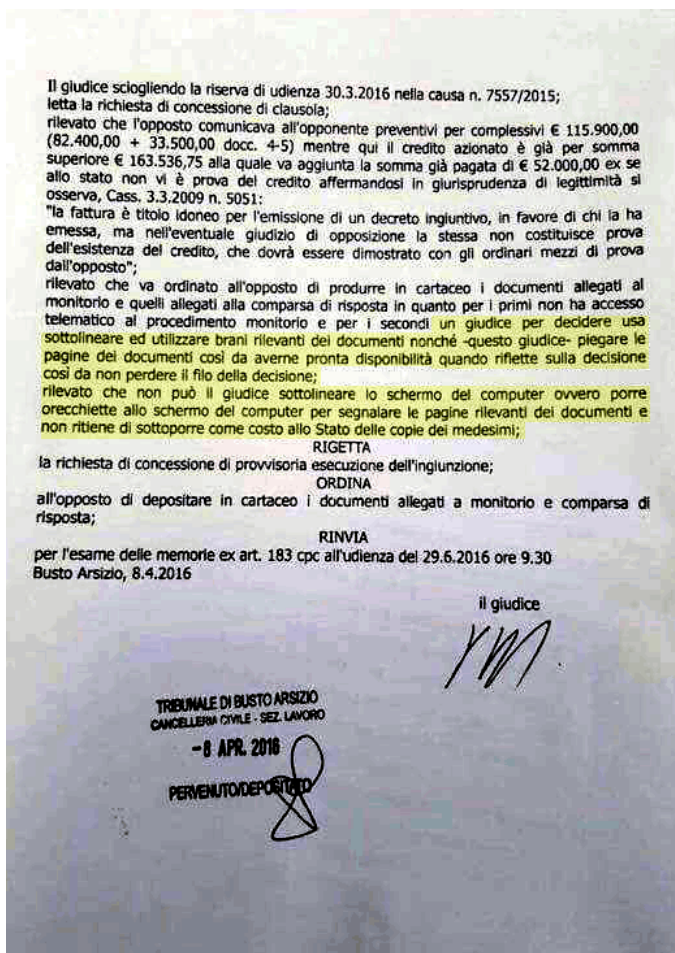 Il giudice sciogliendo la riserva di udienza 30.3.2016 nella causa n. 7557/2015;
letta la richiesta di concessione di clausola;
rilevato che l'opposto comunicava all'opponente preventivi per complessivi € 115.900,00
(82.400,00 + 33.500,00 docc. 4-5) mentre qui il credito azionato è già per somma
superiore € 163.536,75 alla quale va aggiunta la somma già pagata di € 52.000,00 ex se
allo stato non vi è prova del credito affermandosi in giurisprudenza di legittimità si
osserva, Cass. 3.3.2009 n. 5051:
"la fattura è titolo idoneo per l'emissione di un decreto ingiuntivo, in favore di chi la ha
emessa, ma nell'eventuale giudizio di opposizione la stessa non costituisce prova
dell'esistenza del credito, che dovrà essere dimostrato con gli ordinari mezzi di prova
dall'opposto";
rilevato che va ordinato all'opposto di produrre in cartaceo i documenti allegati al
monitorio e quelli allegati alla comparsa di risposta in quanto per i primi non ha accesso
telematico al procedimento monitorio e per i secondi un giudice per decidere usa
sottolineare ed utilizzare brani rilevanti dei documenti nonché -questo giudice- piegare le
pagine dei documenti così da averne pronta disponibilità quando riflette sulla decisione
così da non perdere il filo della decisione;
rilevato che non può il giudice sottolineare lo schermo del computer ovvero porre
orecchiette allo schermo del computer per segnalare le pagine rilevanti dei documenti e
non ritiene di sottoporre come costo allo Stato delle copie dei medesimi;
RIGETTA
la richiesta di concessione di provvisoria esecuzione dell'ingiunzione;
ORDINA
all'opposto di depositare in cartaceo i documenti allegati a monitorio e comparsa di
risposta;
RINVIA
per l'esame delle memorie ex art. 183 cpc all'udienza del 29.6.2016 ore 9.30
Busto Arsizio, 8.4.2016
il giudice
TRIBUNALE DI BUSTO ARSIZIO
CANCELLERIA CIVILE - SEZ. LAVORO
-8 APR. 2016
PERVENUTO/DEPOSITATO